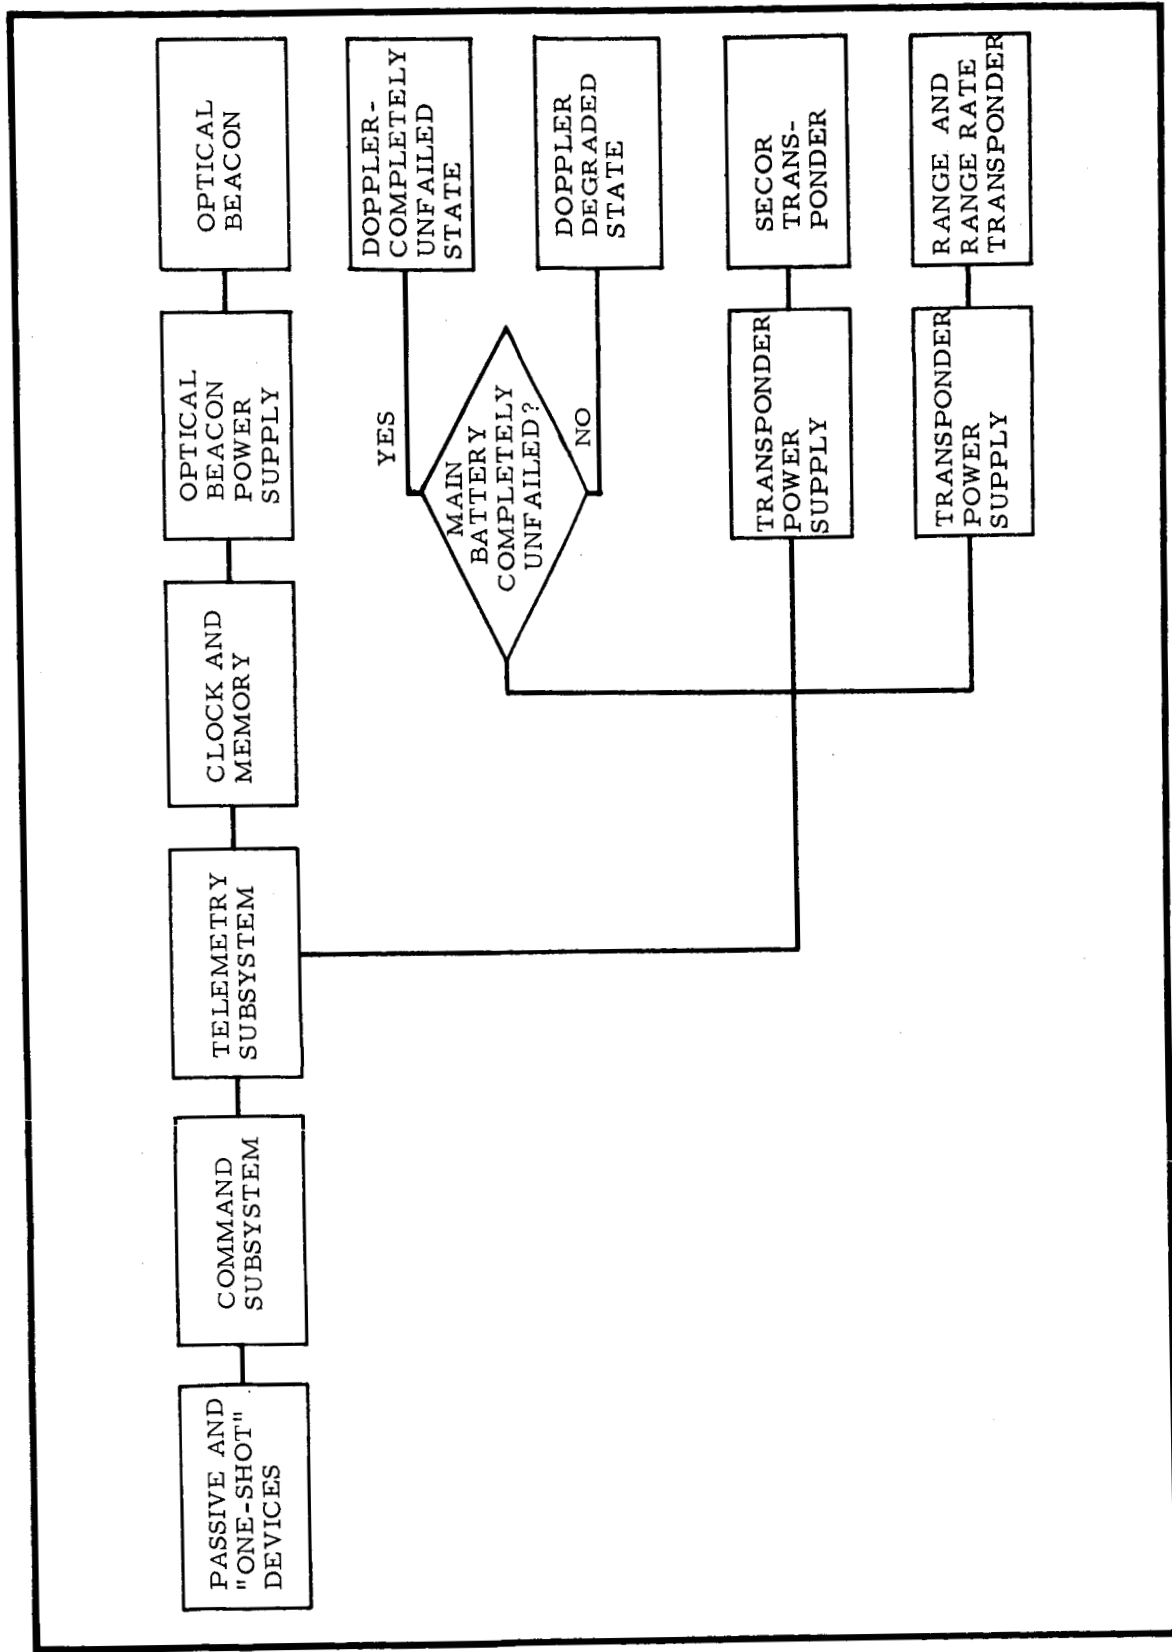 PASSIVE AND
"ONE-SHOT"
DEVICES
COMMAND
SUBSYSTEM
TELEMETRY
SUBSYSTEM
CLOCK AND
MEMORY
OPTICAL
BEACON
POWER
SUPPLY
OPTICAL
BEACON
YES
MAIN
BATTERY
COMPLETELY
UNFAILED?
NO
DOPPLER-
COMPLETELY
UNFAILED
STATE
DOPPLER
DEGRADED
STATE
TRANSPONDER
POWER
SUPPLY
SECOR
TRANS-
PONDER
TRANSPONDER
POWER
SUPPLY
RANGE AND
RANGE RATE
TRANSPONDER